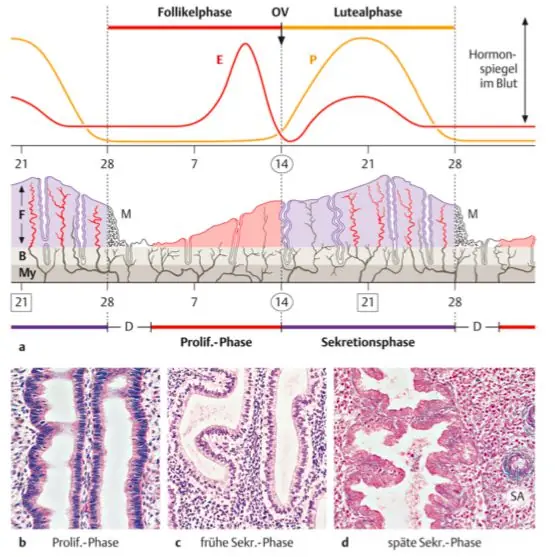 Follikelphase OV Lutealphase
E P
Hormon-
spiegel
im Blut
21 28 7 14 21 28
F M M
B
My
21 28 7 14 21 28
D Prolif.-Phase Sekretionsphase D
a
SA
b Prolif.-Phase c frühe Sekr.-Phase d späte Sekr.-Phase